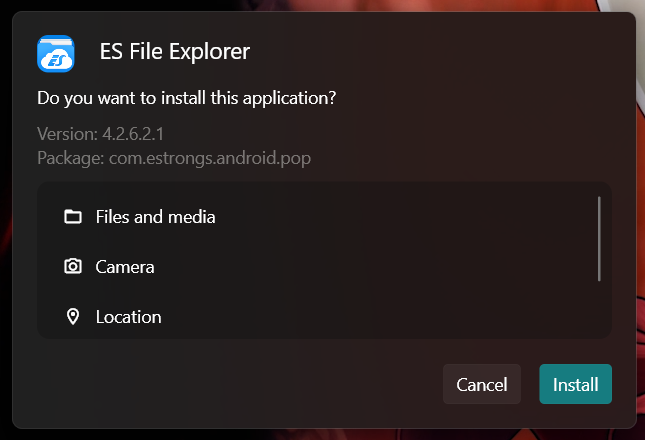 ES
ES File Explorer
Do you want to install this application?
Version: 4.2.6.2.1
Package: com.estrongs.android.pop
Files and media
Camera
Location
Cancel
Install